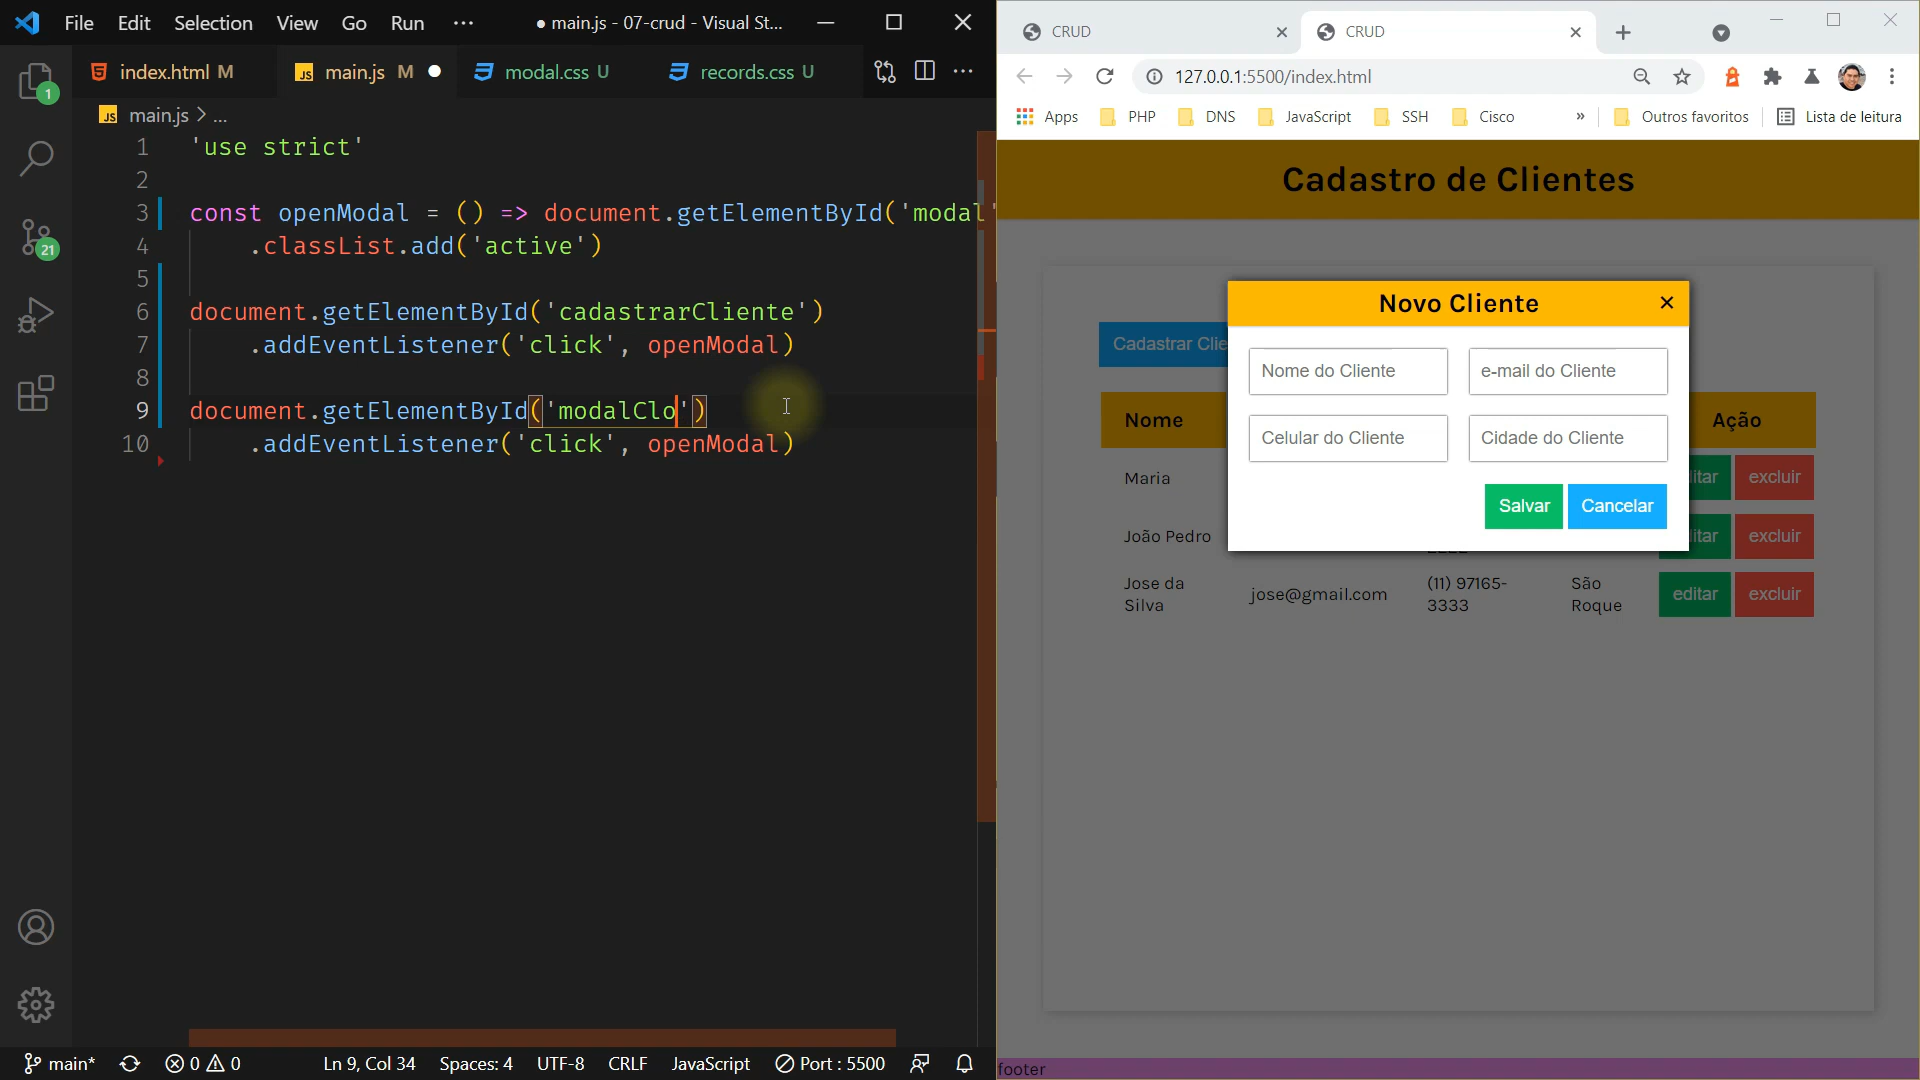 File Edit Selection View Go Run ··· ● main.js - 07-crud - Visual St...
index.html M main.js M modal.css U records.css U
main.js > ...
1 'use strict'
2
3 const openModal = () => document.getElementById('modal'
4 .classList.add('active')
5
6 document.getElementById('cadastrarCliente')
7 .addEventListener('click', openModal)
8
9 document.getElementById('modalClo')
10 .addEventListener('click', openModal)
1
21
main* 0 0 Ln 9, Col 34 Spaces: 4 UTF-8 CRLF JavaScript Port : 5500
CRUD CRUD
127.0.0.1:5500/index.html
Apps PHP DNS JavaScript SSH Cisco » Outros favoritos Lista de leitura
Cadastro de Clientes
Cadastrar Clie
Novo Cliente ×
Nome do Cliente e-mail do Cliente
Celular do Cliente Cidade do Cliente
Salvar Cancelar
Nome Ação
Maria itar excluir
João Pedro itar excluir
Jose da Silva jose@gmail.com (11) 97165-3333 São Roque editar excluir
footer